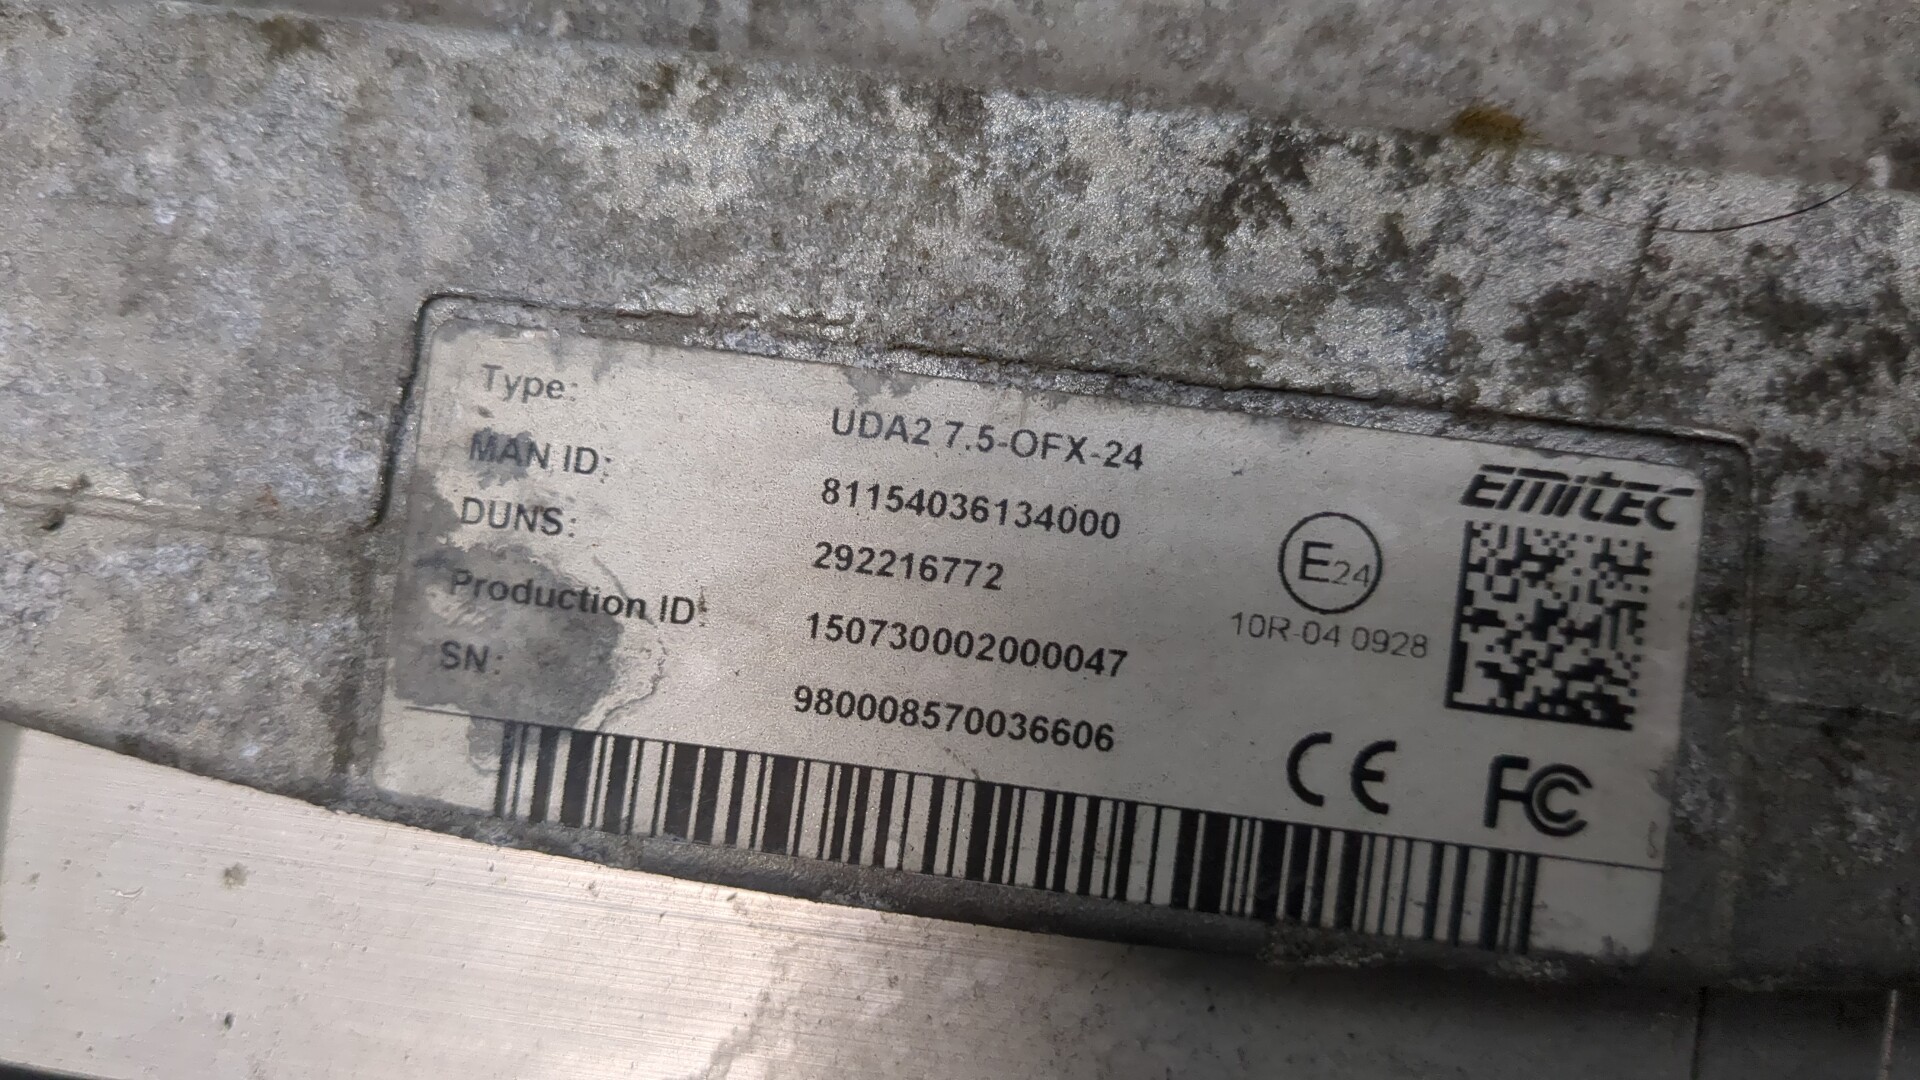 Type: UDA2 7.5-OFX-24
MAN ID: 81154036134000
DUNS: 292216772
Production ID: 150730002000047
SN: 980008570036606
EMITEC
E24
10R-04 0928
CE FC